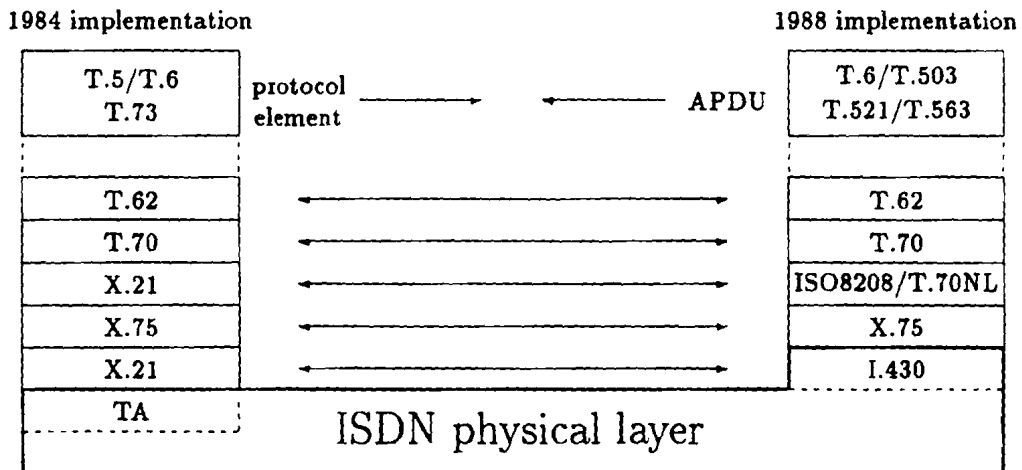 1984 implementation
1988 implementation
T.5/T.6
T.73
protocol
element
APDU
T.6/T.503
T.521/T.563
T.62
T.62
T.70
T.70
X.21
ISO8208/T.70NL
X.75
X.75
X.21
I.430
TA
ISDN physical layer